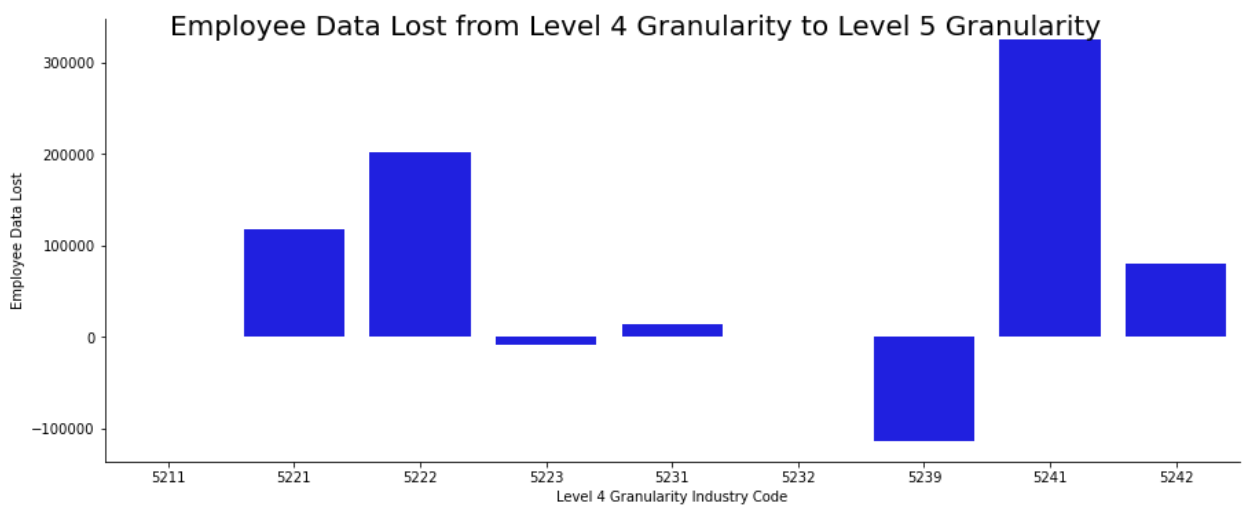 Employee Data Lost from Level 4 Granularity to Level 5 Granularity
300000
200000
100000
0
−100000
Employee Data Lost
5211 5221 5222 5223 5231 5232 5239 5241 5242
Level 4 Granularity Industry Code